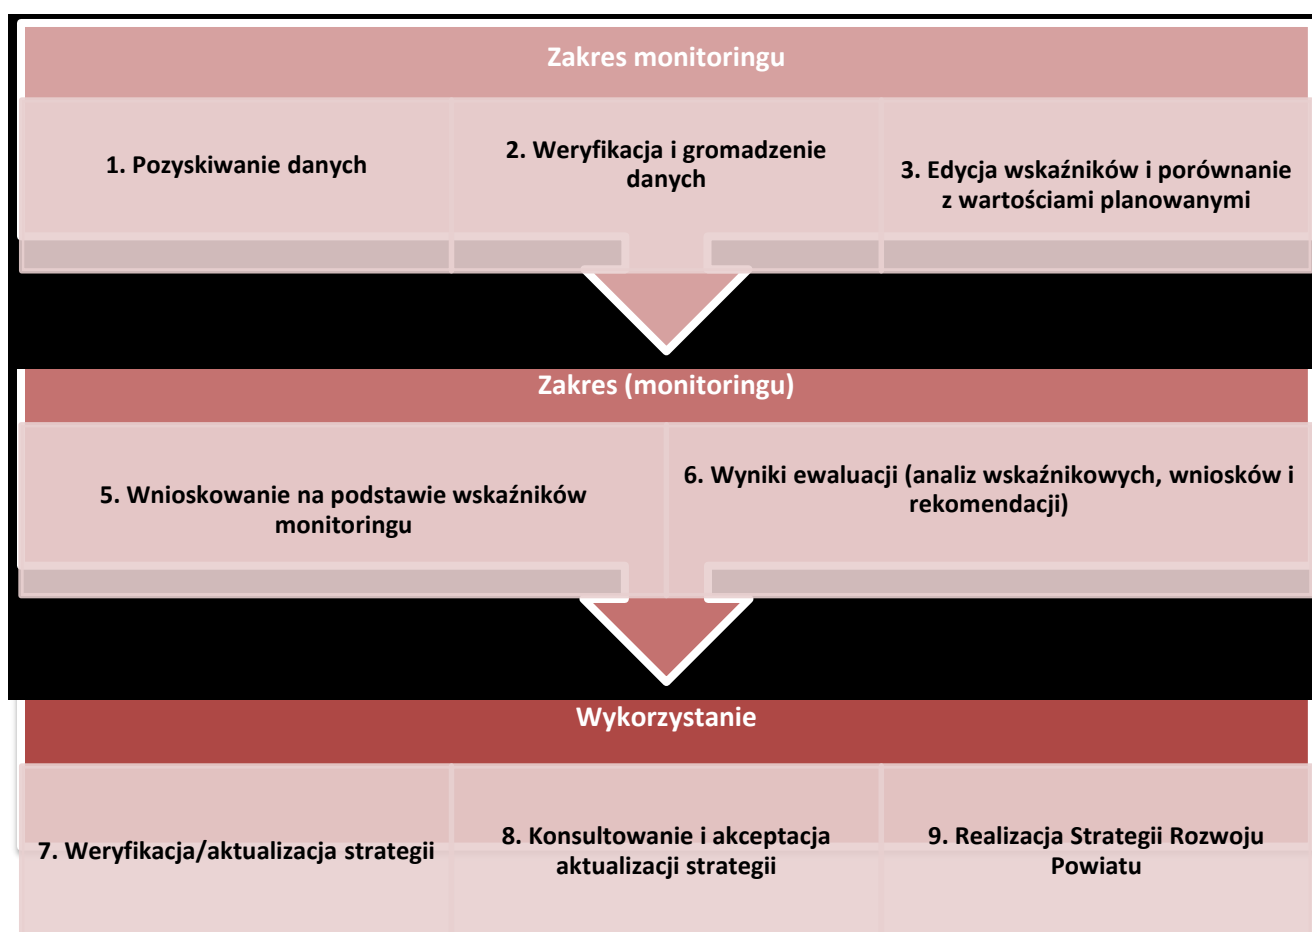 Zakres monitoringu
1. Pozyskiwanie danych
2. Weryfikacja i gromadzenie
danych
3. Edycja wskaźników i porównanie
z wartościami planowanymi
Zakres (monitoringu)
5. Wnioskowanie na podstawie wskaźników
monitoringu
6. Wyniki ewaluacji (analiz wskaźnikowych, wniosków i
rekomendacji)
Wykorzystanie
7. Weryfikacja/aktualizacja strategii
8. Konsultowanie i akceptacja
aktualizacji strategii
9. Realizacja Strategii Rozwoju
Powiatu